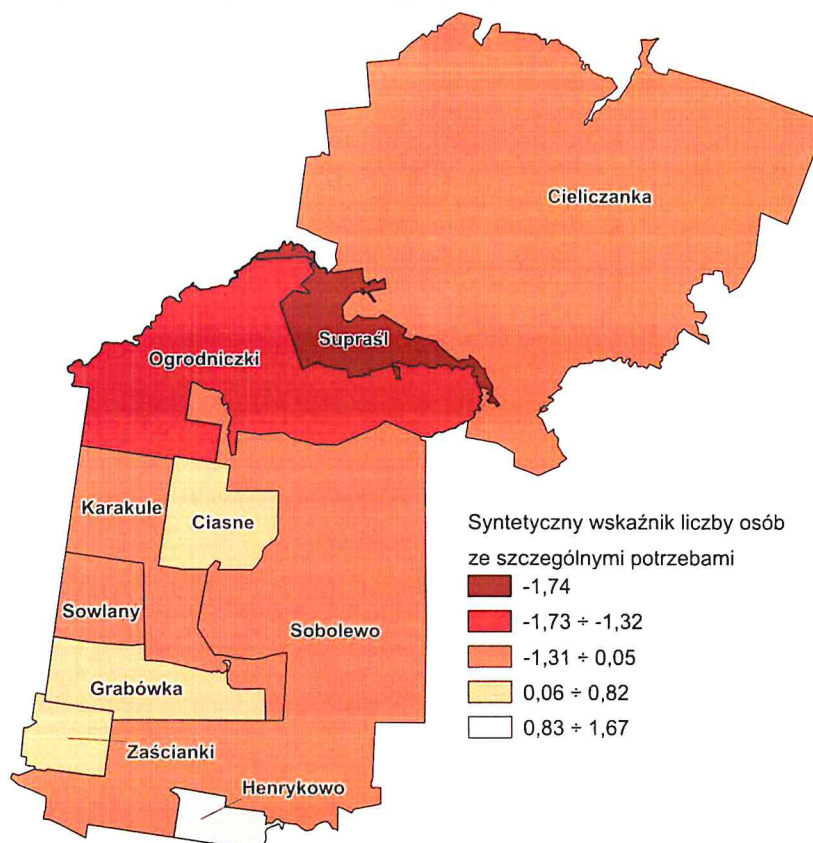 Cieliczanka
Supraśl
Ogrodniczki
Karakule
Ciasne
Sowlany
Sobolewo
Grabówka
Zaścianki
Henrykowo
Syntetyczny wskaźnik liczby osób
ze szczególnymi potrzebami
-1,74
-1,73 ÷ -1,32
-1,31 ÷ 0,05
0,06 ÷ 0,82
0,83 ÷ 1,67